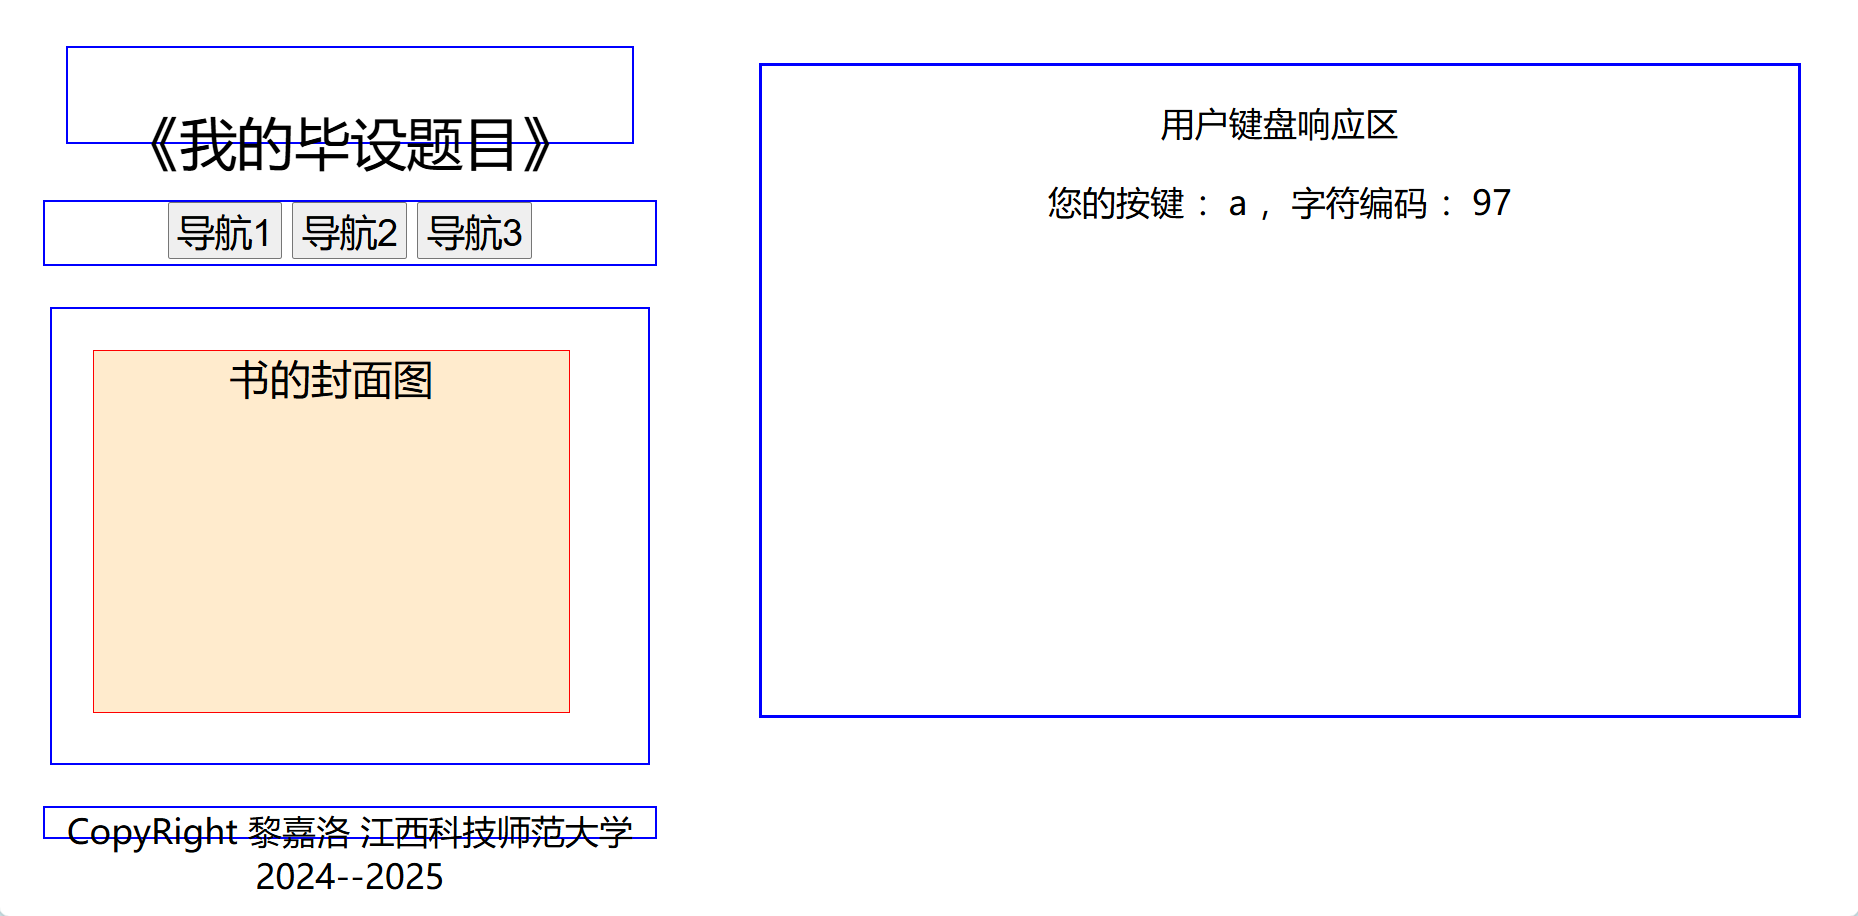 《我的毕设题目》
导航1 导航2 导航3
书的封面图
CopyRight 黎嘉洛 江西科技师范大学
2024--2025
用户键盘响应区
您的按键 : a , 字符编码 : 97